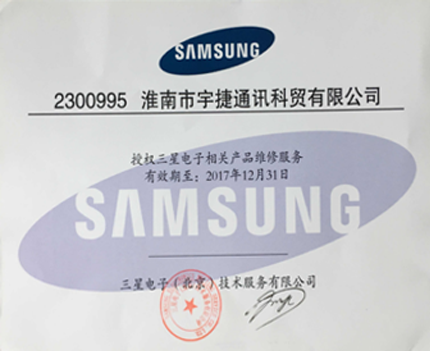 SAMSUNG
2300995 淮南市宇捷通讯科贸有限公司
授权三星电子相关产品维修服务
有效期至：2017年12月31日
SAMSUNG
三星电子（北京）技术服务有限公司